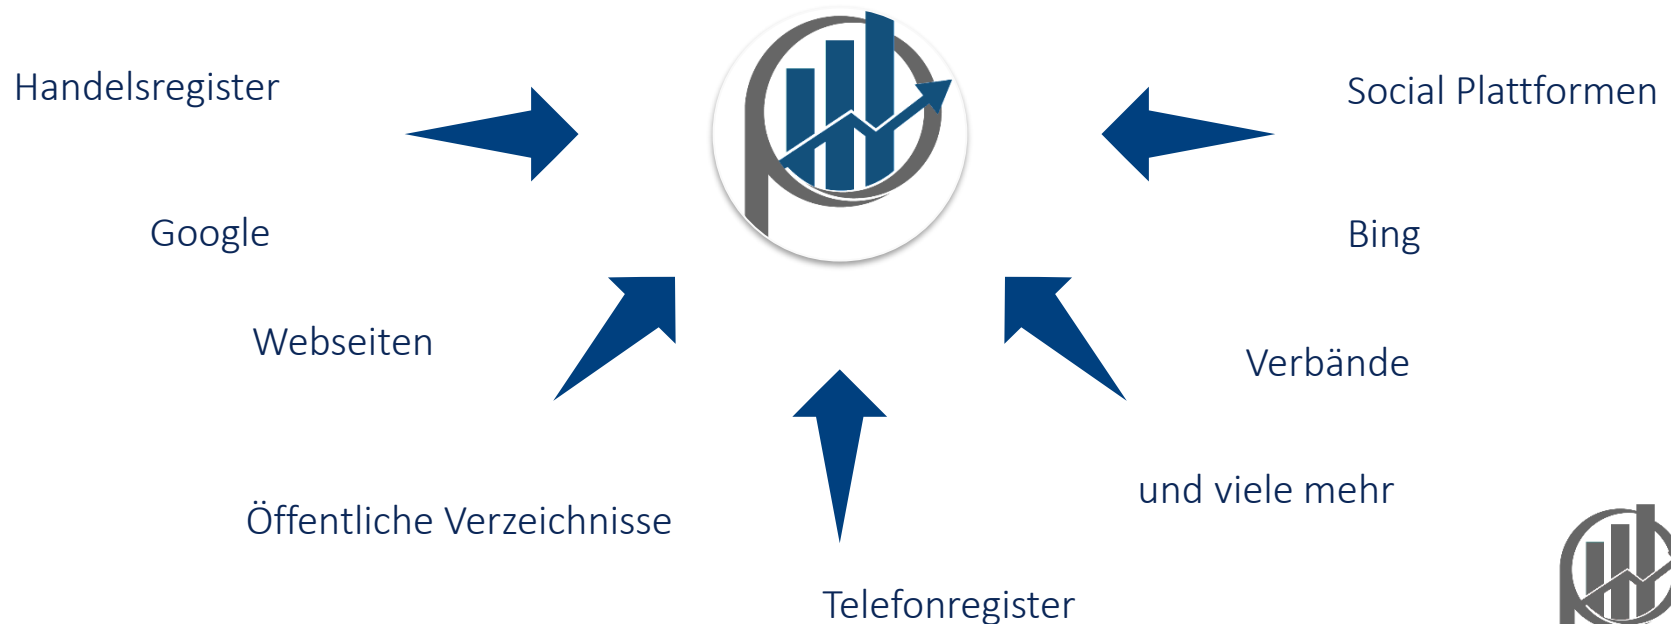 Handelsregister
Social Plattformen
Google
Bing
Webseiten
Verbände
und viele mehr
Öffentliche Verzeichnisse
Telefonregister